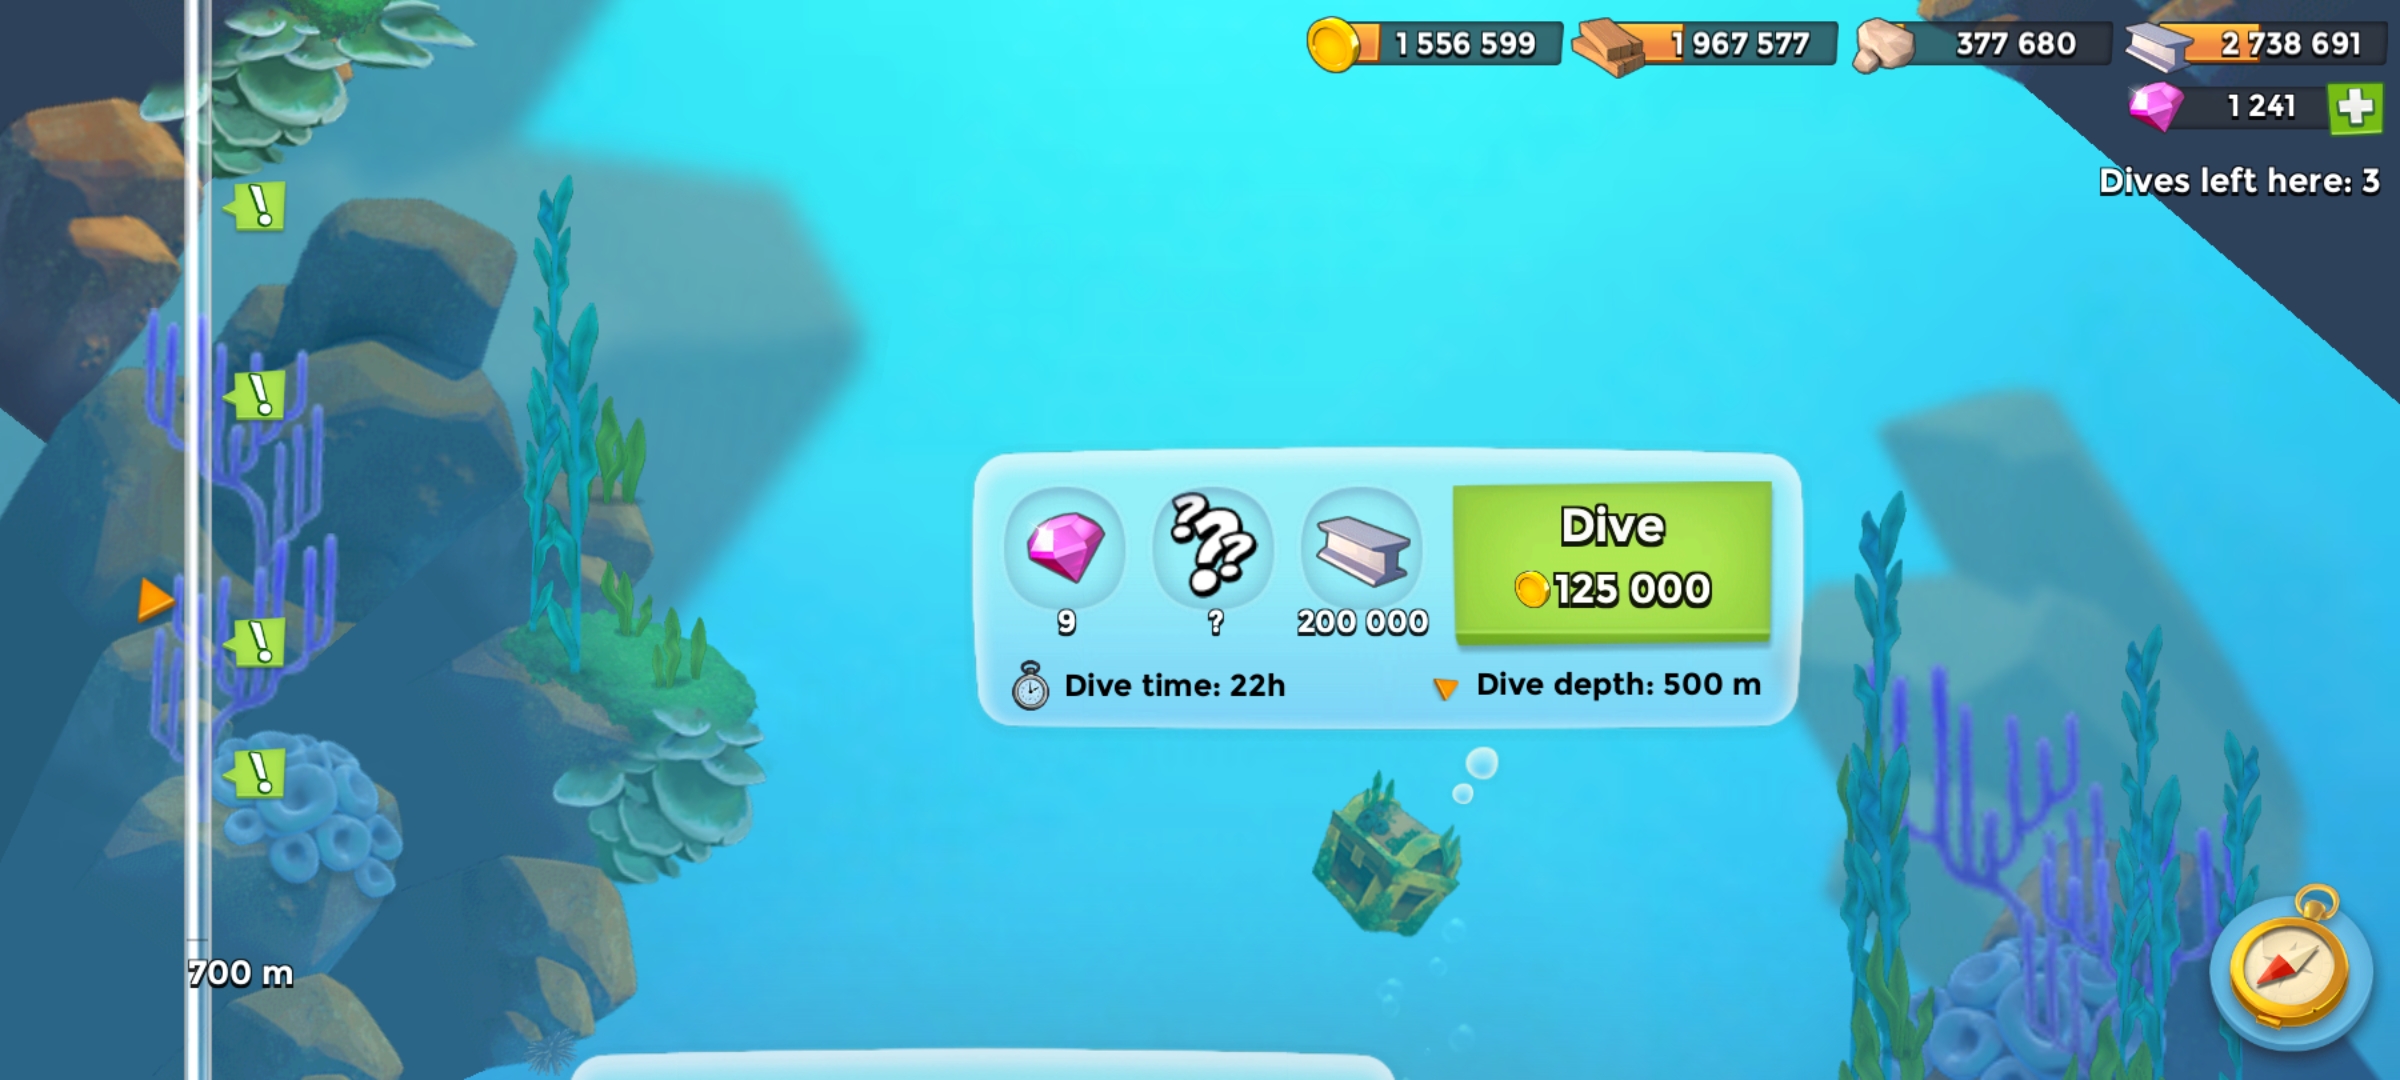 1 556 599
1 967 577
377 680
2 738 691
1 241
Dives left here: 3
!
!
!
!
Dive
125 000
9
?
200 000
Dive time: 22h
Dive depth: 500 m
700 m